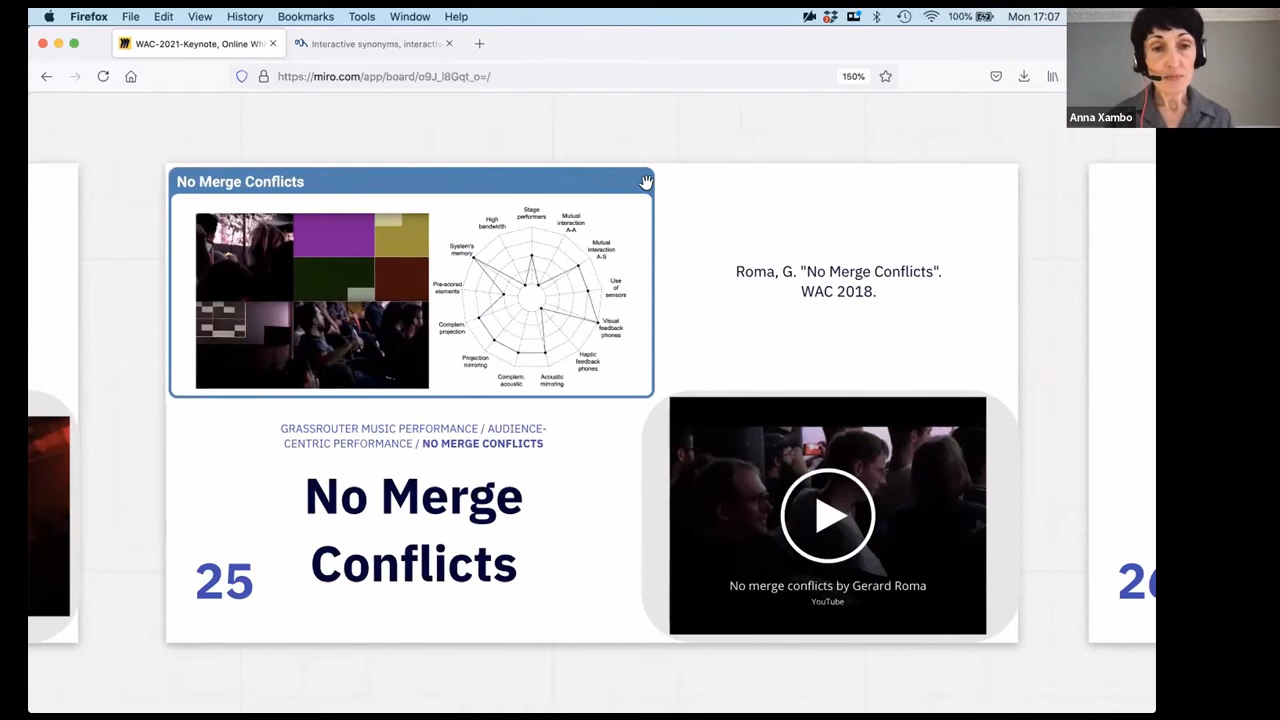 Firefox File Edit View History Bookmarks Tools Window Help
100% Mon 17:07
WAC-2021-Keynote, Online Wh
Interactive synonyms, interactiv
https://miro.com/app/board/o9J_l8Gqt_o=/
150%
Anna Xambo
No Merge Conflicts
Stage
performers
Mutual
interaction
A-A
Mutual
interaction
A-S
Use
of
sensors
Visual
feedback
phones
Haptic
feedback
phones
Acoustic
mirroring
Complem.
acoustic
Projection
mirroring
Complem.
projection
Pre-scored
elements
System's
memory
High
bandwidth
Roma, G. "No Merge Conflicts".
WAC 2018.
GRASSROUTER MUSIC PERFORMANCE / AUDIENCE-
CENTRIC PERFORMANCE / NO MERGE CONFLICTS
No Merge
Conflicts
25
No merge conflicts by Gerard Roma
YouTube